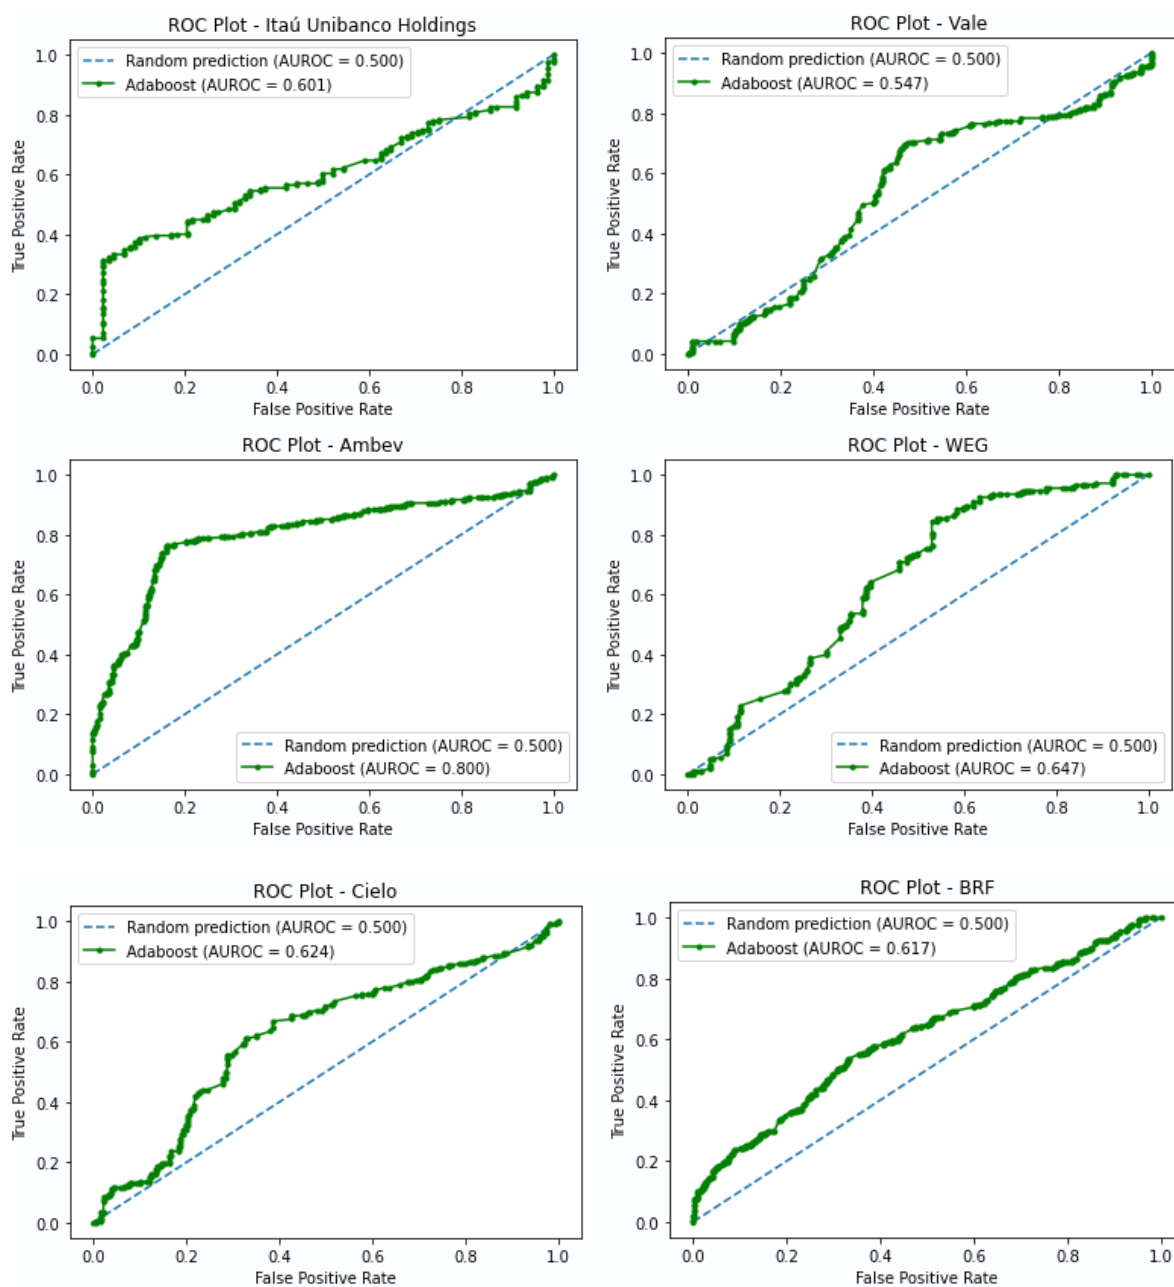 ROC Plot - Itaú Unibanco Holdings
1.0
0.8
0.6
0.4
0.2
0.0
True Positive Rate
Random prediction (AUROC = 0.500)
Adaboost (AUROC = 0.601)
0.0 0.2 0.4 0.6 0.8 1.0
False Positive Rate
ROC Plot - Vale
1.0
0.8
0.6
0.4
0.2
0.0
True Positive Rate
Random prediction (AUROC = 0.500)
Adaboost (AUROC = 0.547)
0.0 0.2 0.4 0.6 0.8 1.0
False Positive Rate
ROC Plot - Ambev
1.0
0.8
0.6
0.4
0.2
0.0
True Positive Rate
Random prediction (AUROC = 0.500)
Adaboost (AUROC = 0.800)
0.0 0.2 0.4 0.6 0.8 1.0
False Positive Rate
ROC Plot - WEG
1.0
0.8
0.6
0.4
0.2
0.0
True Positive Rate
Random prediction (AUROC = 0.500)
Adaboost (AUROC = 0.647)
0.0 0.2 0.4 0.6 0.8 1.0
False Positive Rate
ROC Plot - Cielo
1.0
0.8
0.6
0.4
0.2
0.0
True Positive Rate
Random prediction (AUROC = 0.500)
Adaboost (AUROC = 0.624)
0.0 0.2 0.4 0.6 0.8 1.0
False Positive Rate
ROC Plot - BRF
1.0
0.8
0.6
0.4
0.2
0.0
True Positive Rate
Random prediction (AUROC = 0.500)
Adaboost (AUROC = 0.617)
0.0 0.2 0.4 0.6 0.8 1.0
False Positive Rate